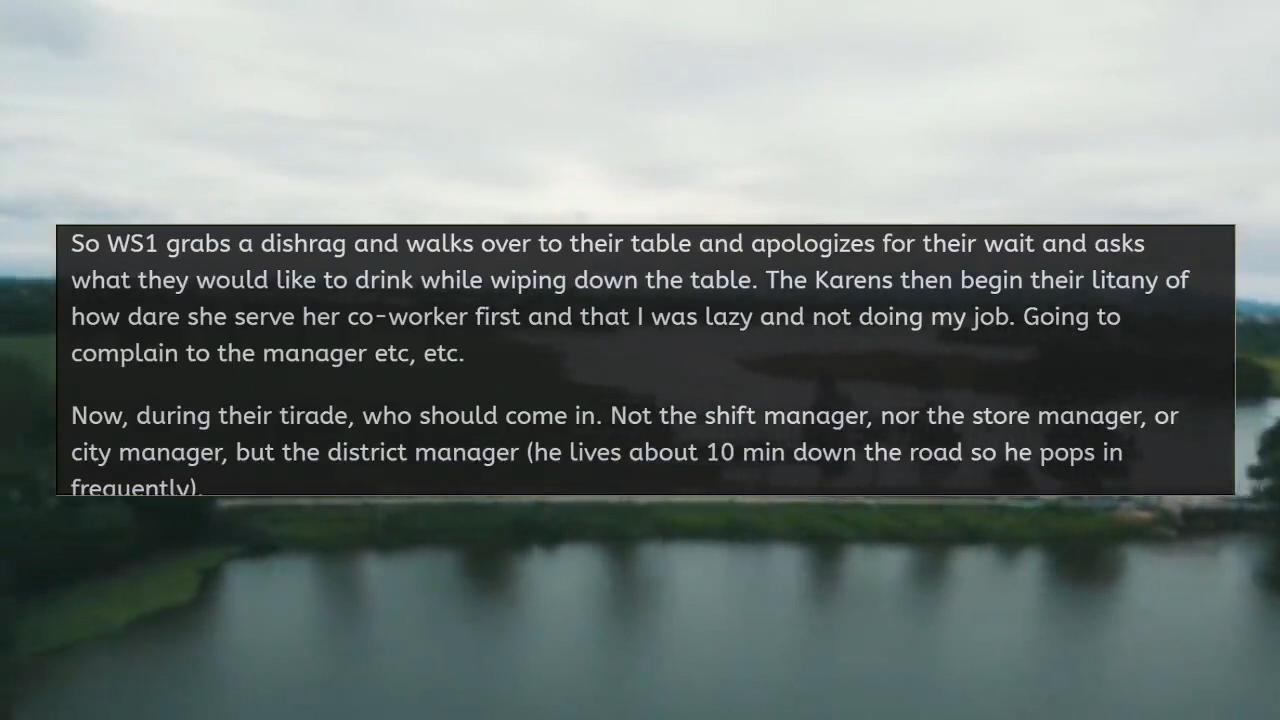 So WS1 grabs a dishrag and walks over to their table and apologizes for their wait and asks
what they would like to drink while wiping down the table. The Karens then begin their litany of
how dare she serve her co-worker first and that I was lazy and not doing my job. Going to
complain to the manager etc, etc.
Now, during their tirade, who should come in. Not the shift manager, nor the store manager, or
city manager, but the district manager (he lives about 10 min down the road so he pops in
frequently).